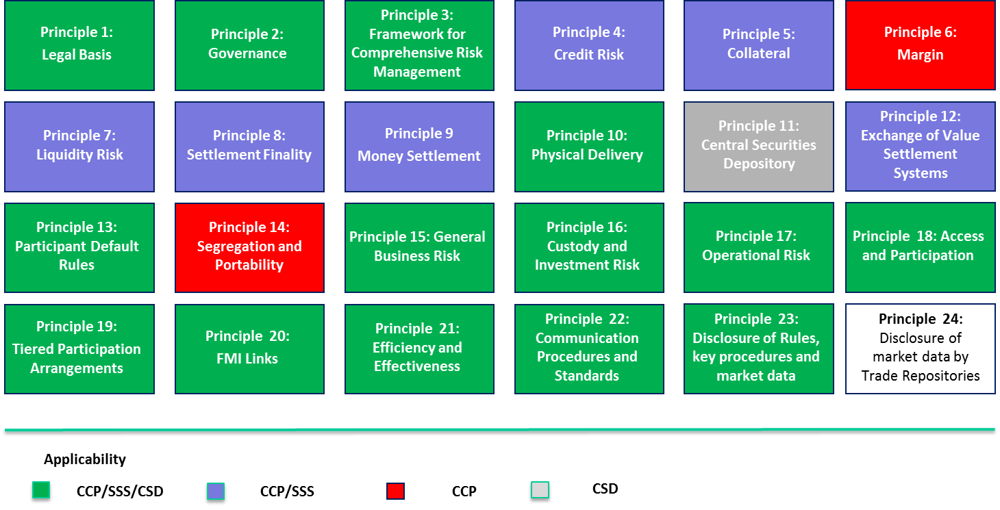 Principle 1:
Legal Basis
Principle 2:
Governance
Principle 3:
Framework for
Comprehensive Risk
Management
Principle 4:
Credit Risk
Principle 5:
Collateral
Principle 6:
Margin
Principle 7:
Liquidity Risk
Principle 8:
Settlement Finality
Principle 9
Money Settlement
Principle 10:
Physical Delivery
Principle 11:
Central Securities
Depository
Principle 12:
Exchange of Value
Settlement
Systems
Principle 13:
Participant Default
Rules
Principle 14:
Segregation and
Portability
Principle 15: General
Business Risk
Principle 16:
Custody and
Investment Risk
Principle 17:
Operational Risk
Principle 18: Access
and Participation
Principle 19:
Tiered Participation
Arrangements
Principle 20:
FMI Links
Principle 21:
Efficiency and
Effectiveness
Principle 22:
Communication
Procedures and
Standards
Principle 23:
Disclosure of Rules,
key procedures and
market data
Principle 24:
Disclosure of
market data by
Trade Repositories
Applicability
CCP/SSS/CSD
CCP/SSS
CCP
CSD